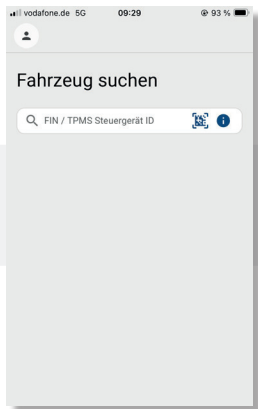 vodafone.de 5G 09:29 93 %
Fahrzeug suchen
FIN / TPMS Steuergerät ID